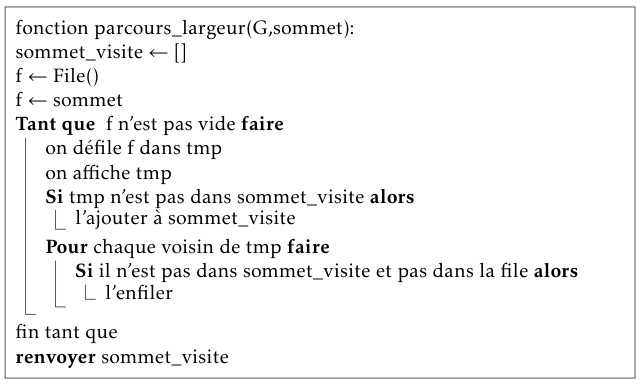 fonction parcours_largeur(G,sommet):
sommet_visite ← []
f ← File()
f ← sommet
Tant que f n'est pas vide faire
on défile f dans tmp
on affiche tmp
Si tmp n'est pas dans sommet_visite alors
l'ajouter à sommet_visite
Pour chaque voisin de tmp faire
Si il n'est pas dans sommet_visite et pas dans la file alors
l'enfiler
fin tant que
renvoyer sommet_visite